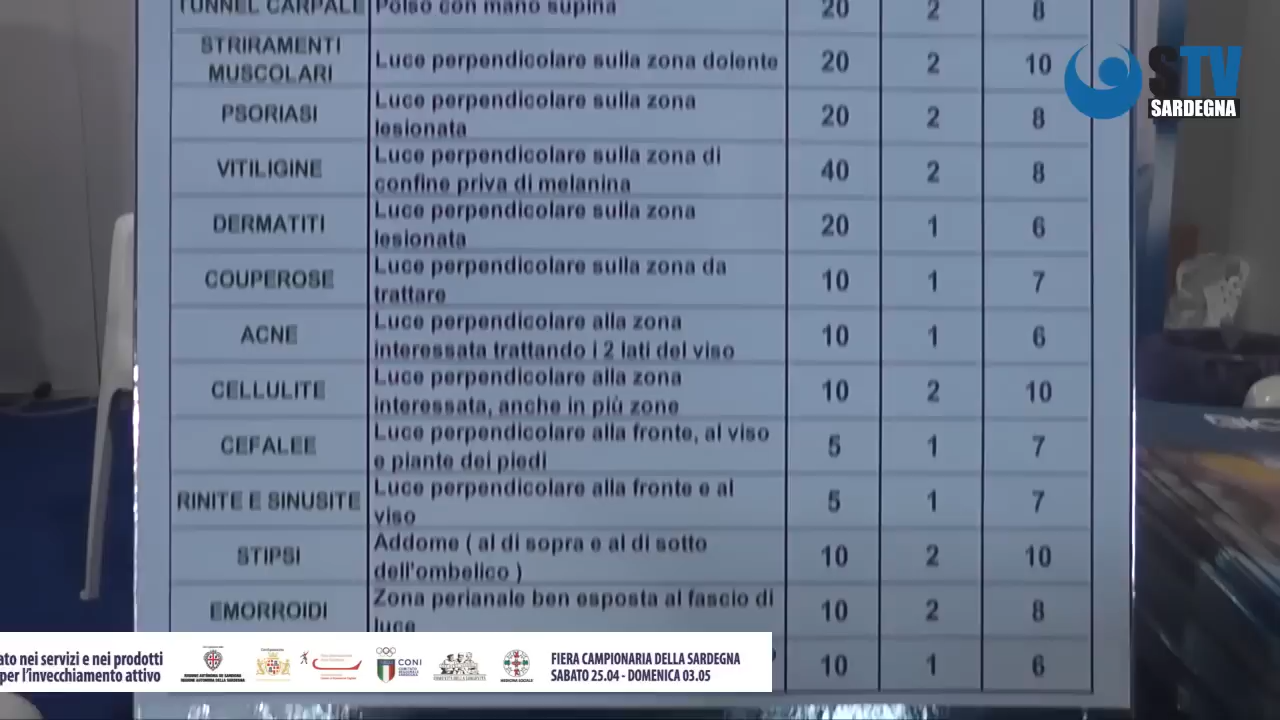 TUNNEL CARPALE Polso con mano supina 20 2 8
STRIRAMENTI
MUSCOLARI
Luce perpendicolare sulla zona dolente 20 2 10
PSORIASI
Luce perpendicolare sulla zona
lesionata
20 2 8
VITILIGINE
Luce perpendicolare sulla zona di
confine priva di melanina
40 2 8
DERMATITI
Luce perpendicolare sulla zona
lesionata
20 1 6
COUPEROSE
Luce perpendicolare sulla zona da
trattare
10 1 7
ACNE
Luce perpendicolare alla zona
interessata trattando i 2 lati del viso
10 1 6
CELLULITE
Luce perpendicolare alla zona
interessata, anche in più zone
10 2 10
CEFALEE
Luce perpendicolare alla fronte, al viso
e piante dei piedi
5 1 7
RINITE E SINUSITE
Luce perpendicolare alla fronte e al
viso
5 1 7
STIPSI
Addome ( al di sopra e al di sotto
dell'ombelico )
10 2 10
EMORROIDI
Zona perianale ben esposta al fascio di
luce
10 2 8
10 1 6
STV
SARDEGNA
ato nei servizi e nei prodotti
per l'invecchiamento attivo
CONI
FIERA CAMPIONARIA DELLA SARDEGNA
SABATO 25.04 - DOMENICA 03.05